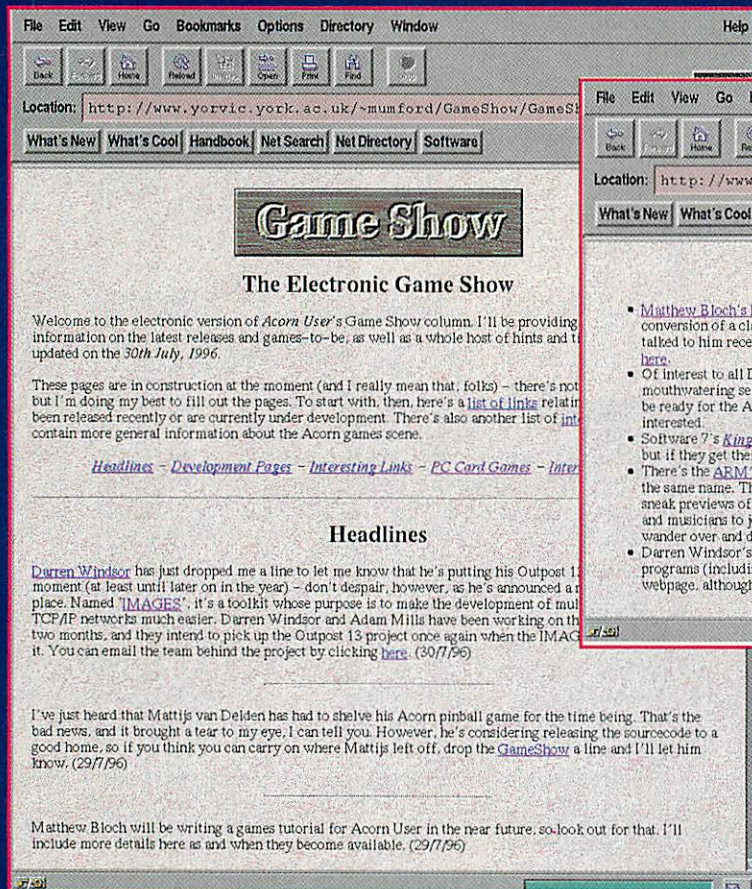 File Edit View Go Bookmarks Options Directory Window Help
Back Forward Home Reload Open Print Find
Location: http://www.yorvic.york.ac.uk/~mumford/GameShow/GameS
What's New What's Cool Handbook Net Search Net Directory Software
Game Show
The Electronic Game Show
Welcome to the electronic version of Acorn User's Game Show column. I'll be providing
information on the latest releases and games-to-be, as well as a whole host of hints and
updated on the 30th July, 1996.
These pages are in construction at the moment (and I really mean that, folks) – there's not
but I'm doing my best to fill out the pages. To start with, then, here's a list of links
been released recently or are currently under development. There's also another list of
contain more general information about the Acorn games scene.
Headlines – Development Pages – Interesting Links – PC Card Games – Inter
Headlines
Darren Windsor has just dropped me a line to let me know that he's putting his Outpost
moment (at least until later on in the year) – don't despair, however, as he's announced a
place. Named "IMAGES", it's a toolkit whose purpose is to make the development of
TCP/IP networks much easier. Darren Windsor and Adam Mills have been working on
two months, and they intend to pick up the Outpost 13 project once again when the IMAG
it. You can email the team behind the project by clicking here. (30/7/96)
I've just heard that Mattijs van Delden has had to shelve his Acorn pinball game for the time being. That's the
bad news, and it brought a tear to my eye, I can tell you. However, he's considering releasing the sourcecode to a
good home, so if you think you can carry on where Mattijs left off, drop the GameShow a line and I'll let him
know. (29/7/96)
Matthew Bloch will be writing a games tutorial for Acorn User in the near future, so look out for that. I'll
include more details here as and when they become available. (29/7/96)
File Edit View Go
Back Forward Home
Location: http://www
What's New What's Cool
Matthew Bloch's
conversion of a
talked to him
here.
Of interest to all
mouthwatering
be ready for the
interested.
Software 7's King
but if they get
There's the ARM
the same name.
sneak previews of
and musicians to
wander over and
Darren Windsor's
programs
webpage, although